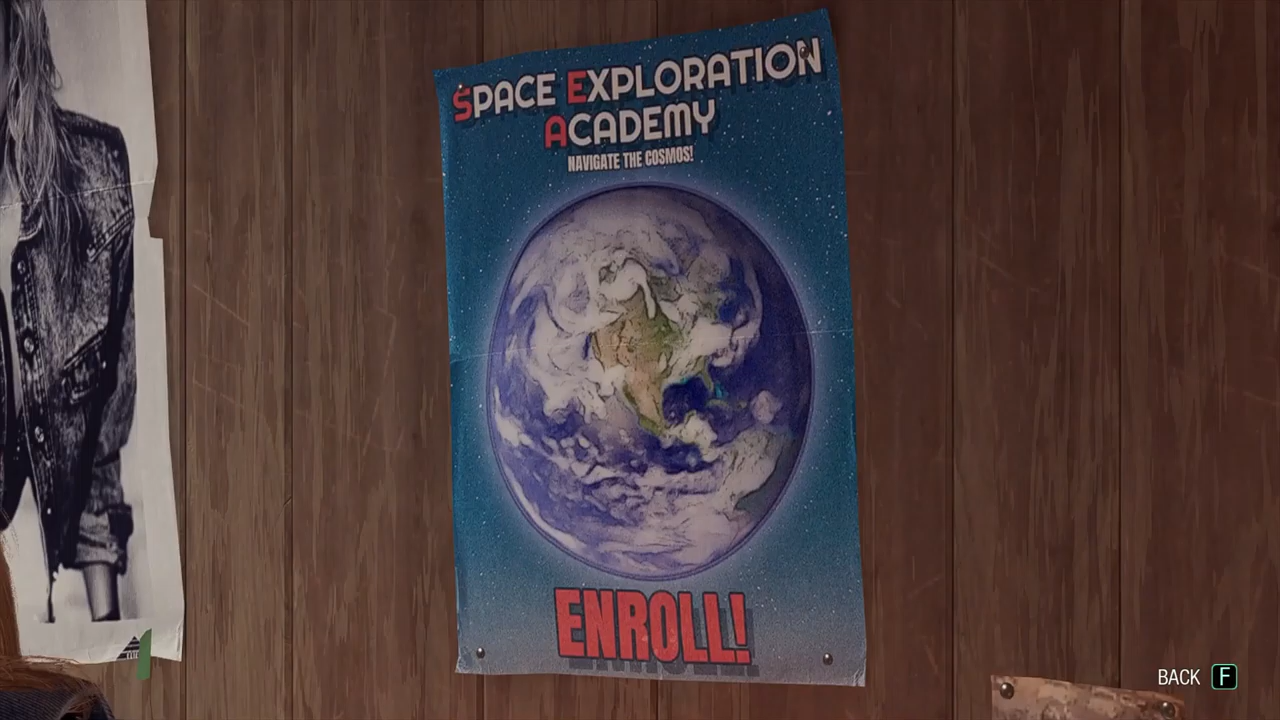 SPACE EXPLORATION
ACADEMY
NAVIGATE THE COSMOS!
ENROLL!
BACK F